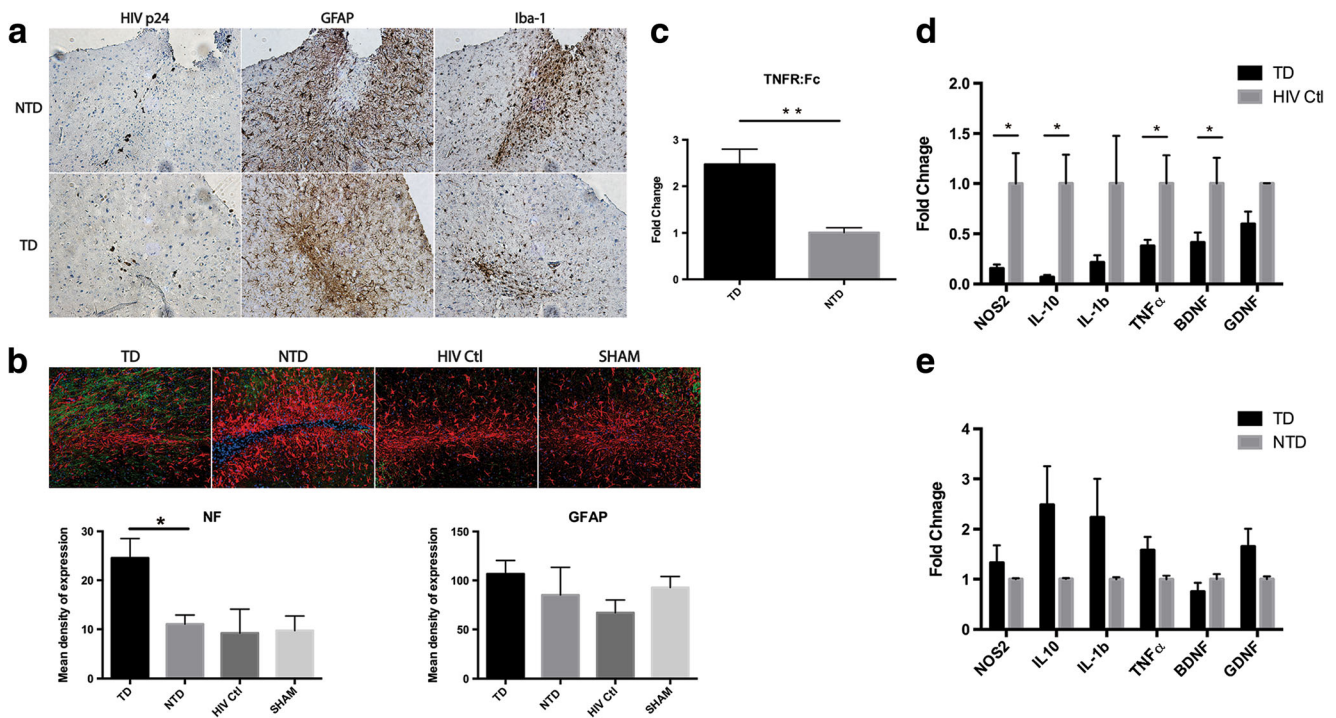 a
HIV p24 GFAP Iba-1
NTD
TD
b
TD NTD HIV Ctl SHAM
NF
Mean density of expression
30
20
10
0
*
TD NTD HIV Ctl SHAM
GFAP
Mean density of expression
150
100
50
0
TD NTD HIV Ctl SHAM
c
TNFR:Fc
* *
Fold Change
3
2
1
0
TD NTD
d
TD
HIV Ctl
Fold Chnage
2.0
1.5
1.0
0.5
0.0
* * * *
NOS2 IL-10 IL-1b TNFα BDNF GDNF
e
TD
NTD
Fold Chnage
4
3
2
1
0
NOS2 IL10 IL-1b TNFα BDNF GDNF